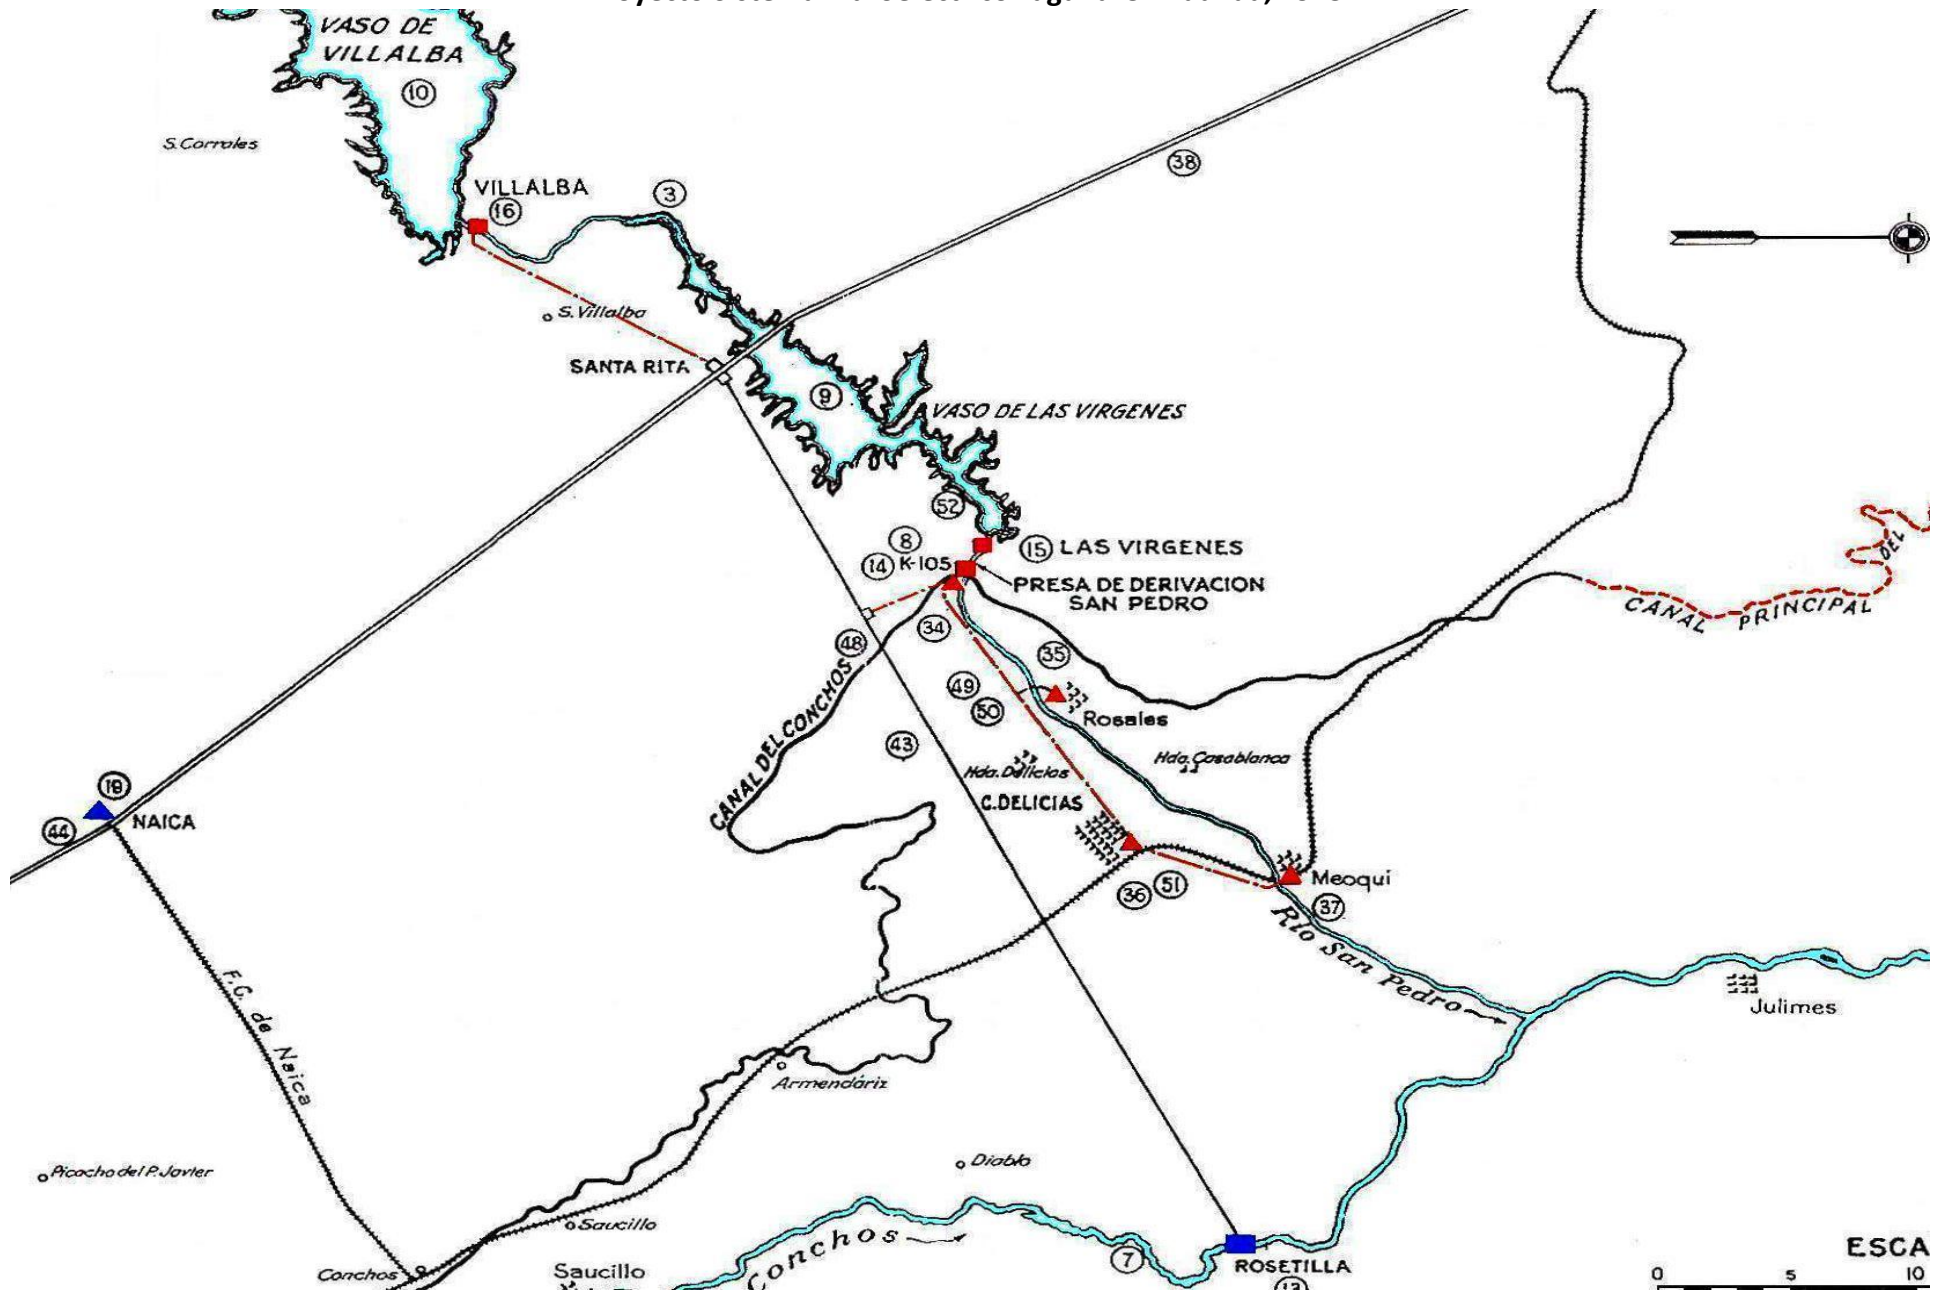 VASO DE
VILLALBA
10
S. Corrales
38
VILLALBA
16
3
S. Villalba
SANTA RITA
9
VASO DE LAS VIRGENES
52
8
15 LAS VIRGENES
14 K-105
PRESA DE DERIVACION
SAN PEDRO
CANAL PRINCIPAL DEL
34
48
35
CANAL DEL CONCHOS
49
50
Rosales
43
Hda. Casablanca
Hda. Delicias
C. DELICIAS
NAICA
44
36
51
Meoqui
37
Río San Pedro
F.C. de Naica
Julimes
Armendáriz
Picacho del P. Javier
Diablo
Saucillo
Conchos
Conchos
7
Saucillo
ROSETILLA
13
ESCA
0 5 10